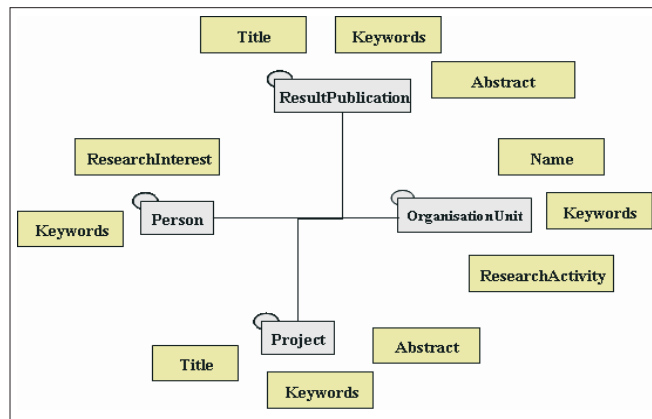 Title
Keywords
Abstract
ResultPublication
ResearchInterest
Name
Keywords
Person
OrganisationUnit
Keywords
ResearchActivity
Project
Abstract
Title
Keywords